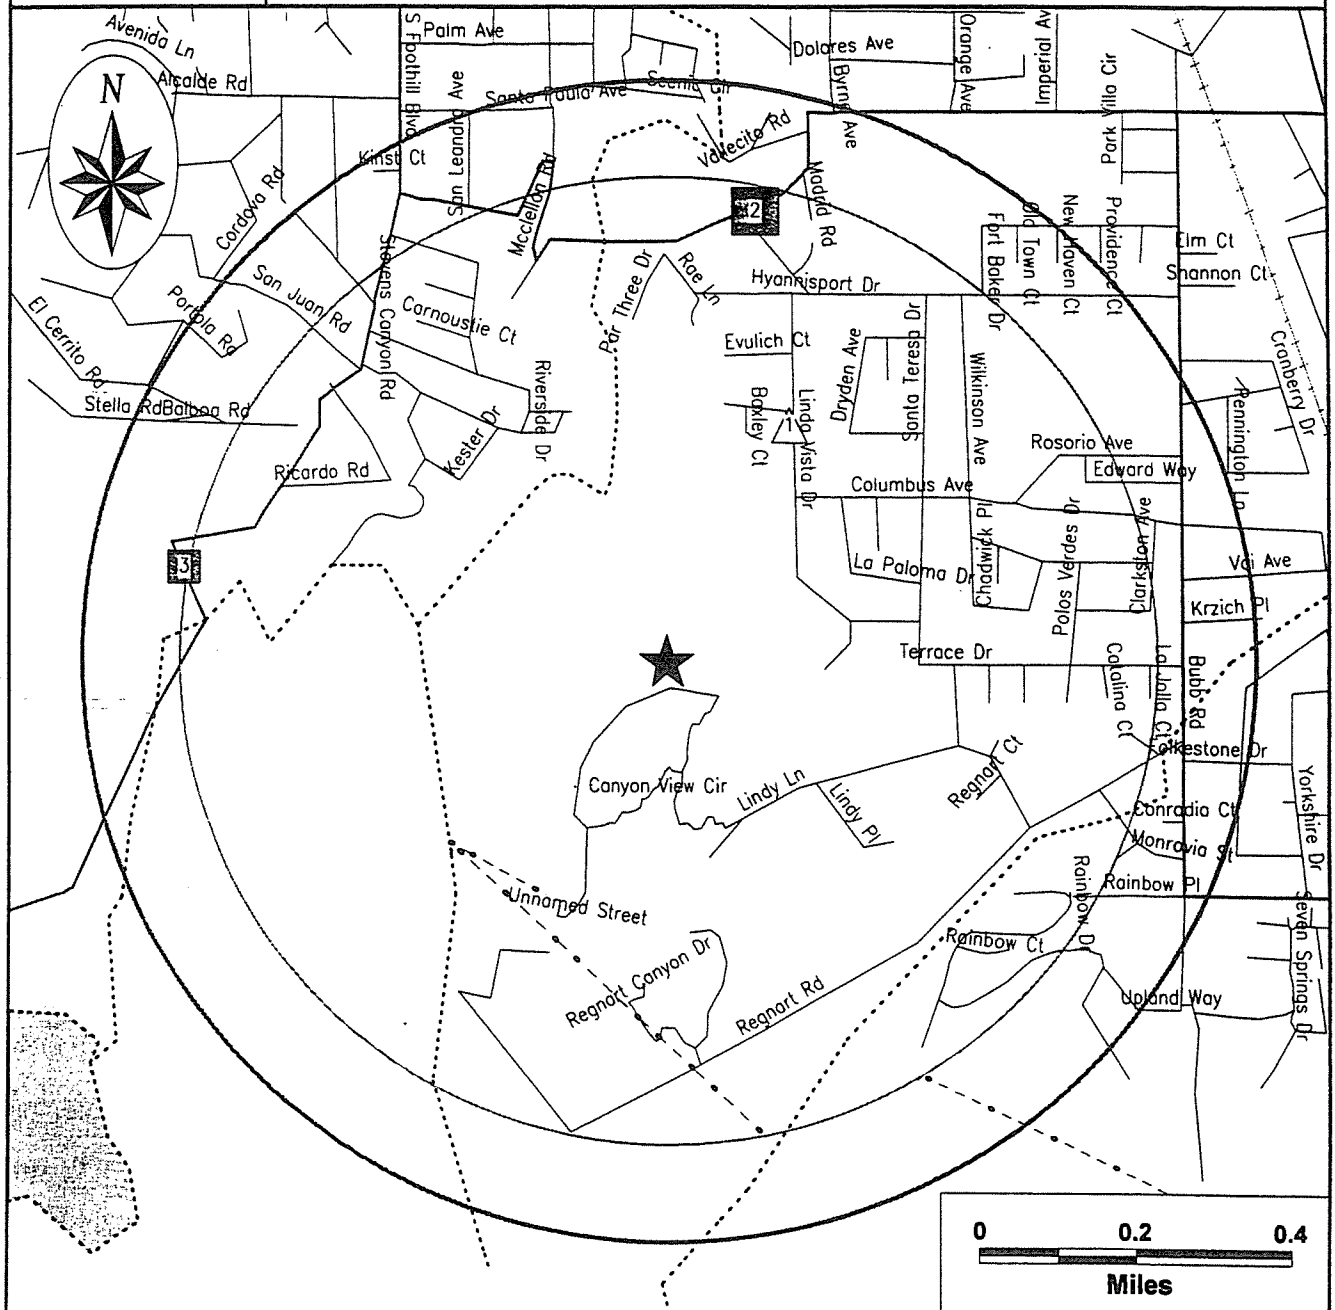 Avenida Ln
N
Alcalde Rd
S Foothill Blvd
Palm Ave
San Leandro Ave
Santa Paula Ave
Scenic Cir
Dolores Ave
Byrne Ave
Orange Ave
Imperial Av
Park Villa Cir
Kinst Ct
Vallecito Rd
Mcclellan Rd
Madrid Rd
Cordova Rd
12
Fort Baker Dr
Old Town Ct
New Haven Ct
Providence Ct
Elm Ct
Shannon Ct
Stevens Canyon Rd
Rae Ln
Par Three Dr
Hyannisport Dr
San Juan Rd
Portola Rd
El Cerrito Rd
Carnoustie Ct
Evulich Ct
Dryden Ave
Santa Teresa Dr
Wilkinson Ave
Cranberry Dr
Riverside Dr
Stella Rd
Balboa Rd
Kester Dr
Baxley Ct
1
Linda Vista Dr
Rennington Ln
Ricardo Rd
Rosorio Ave
Edward Way
Columbus Ave
13
La Paloma Dr
Chadwick Pl
Polos Verdes Dr
Clarkston Ave
Vai Ave
Krzich Pl
Terrace Dr
Catalina Ct
La Jolla Ct
Bubb Rd
Folkestone Dr
Regnart Ct
Canyon View Cir
Lindy Ln
Lindy Pl
Conradia Ct
Yorkshire Dr
Monrovia St
Rainbow Pl
Rainbow Dr
Unnamed Street
Rainbow Ct
Seven Springs Dr
Regnart Canyon Dr
Regnart Rd
Upland Way
0 0.2 0.4
Miles